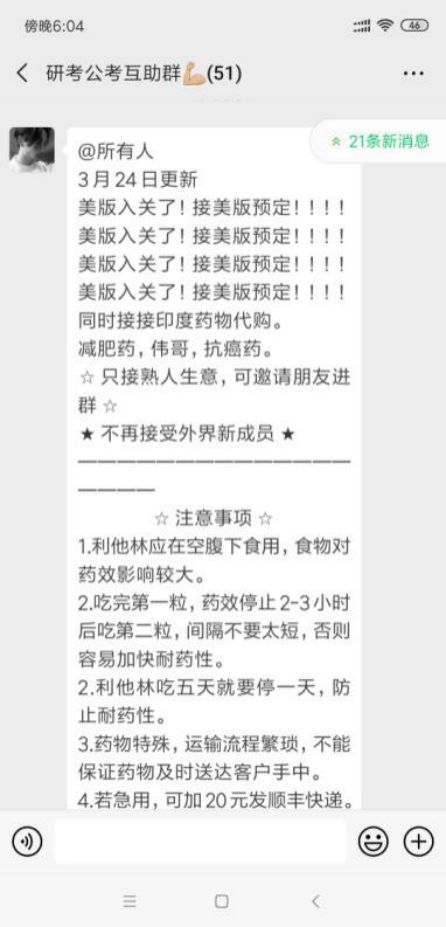 傍晚6:04
46
研考公考互助群💪🏼(51)
21条新消息
@所有人
3月24日更新
美版入关了！接美版预定！！！！
美版入关了！接美版预定！！！！
美版入关了！接美版预定！！！！
美版入关了！接美版预定！！！！
同时接接印度药物代购。
减肥药，伟哥，抗癌药。
☆ 只接熟人生意，可邀请朋友进
群 ☆
★ 不再接受外界新成员 ★
——————————————
————
☆ 注意事项 ☆
1.利他林应在空腹下食用，食物对
药效影响较大。
2.吃完第一粒，药效停止2-3小时
后吃第二粒，间隔不要太短，否则
容易加快耐药性。
2.利他林吃五天就要停一天，防
止耐药性。
3.药物特殊，运输流程繁琐，不能
保证药物及时送达客户手中。
4.若急用，可加20元发顺丰快递。